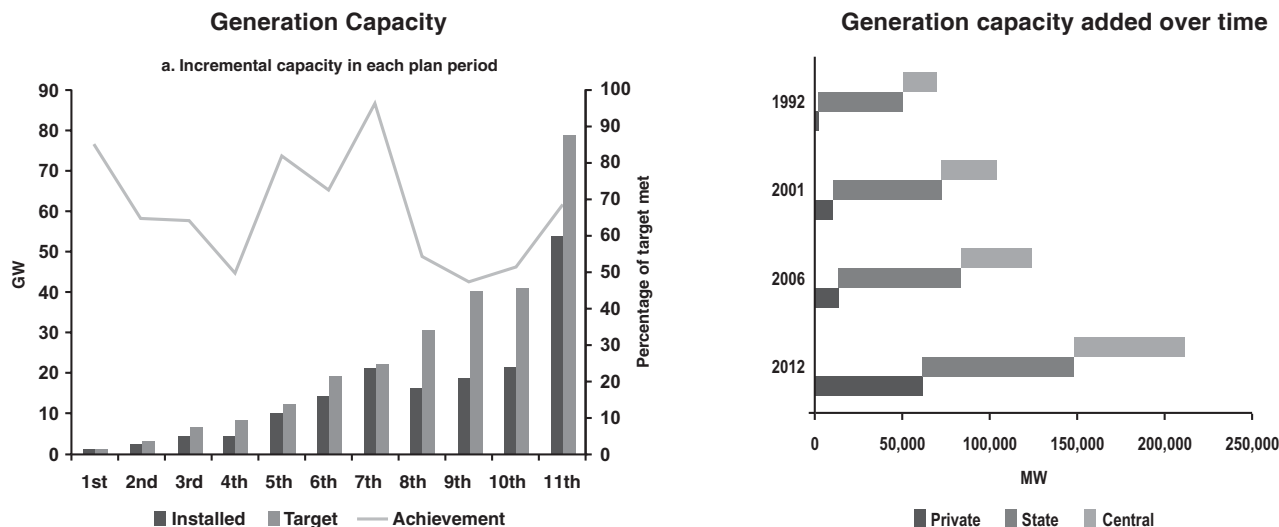 Generation Capacity
a. Incremental capacity in each plan period
90
80
70
60
50
40
30
20
10
0
GW
100
90
80
70
60
50
40
30
20
10
0
Percentage of target met
1st 2nd 3rd 4th 5th 6th 7th 8th 9th 10th 11th
Installed Target Achievement
Generation capacity added over time
1992
2001
2006
2012
0 50,000 100,000 150,000 200,000 250,000
MW
Private State Central